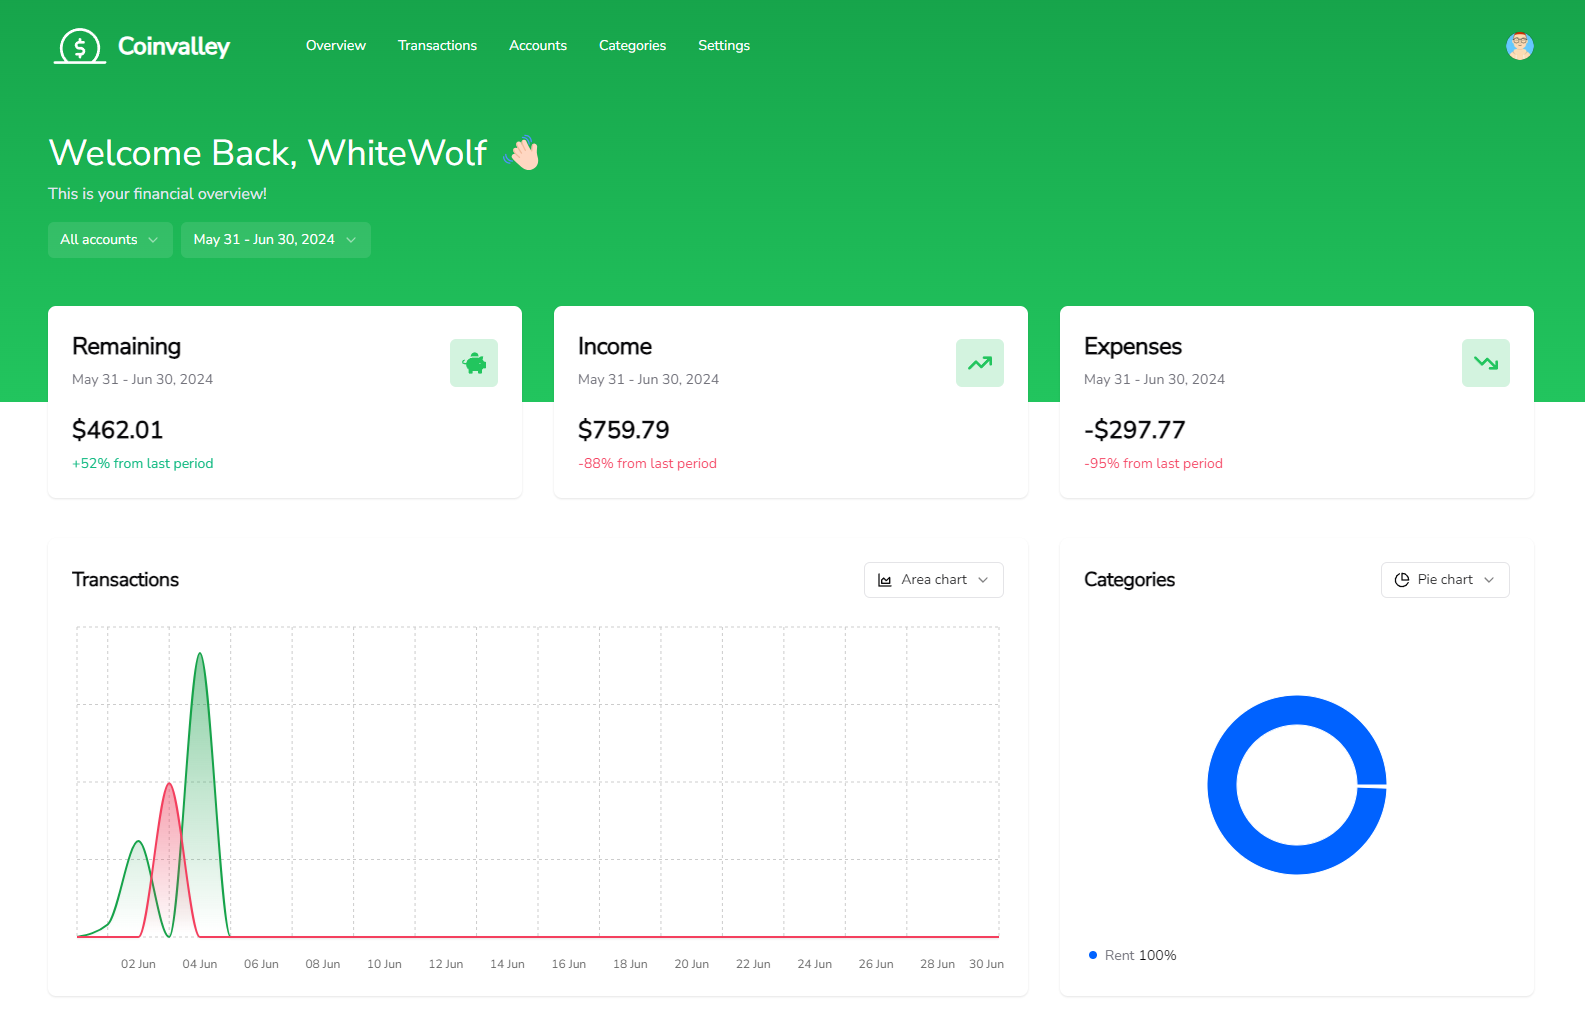 $ Coinvalley
Overview Transactions Accounts Categories Settings
Welcome Back, WhiteWolf 👋🏻
This is your financial overview!
All accounts May 31 - Jun 30, 2024
Remaining
May 31 - Jun 30, 2024
$462.01
+52% from last period
Income
May 31 - Jun 30, 2024
$759.79
-88% from last period
Expenses
May 31 - Jun 30, 2024
-$297.77
-95% from last period
Transactions
Area chart
02 Jun 04 Jun 06 Jun 08 Jun 10 Jun 12 Jun 14 Jun 16 Jun 18 Jun 20 Jun 22 Jun 24 Jun 26 Jun 28 Jun 30 Jun
Categories
Pie chart
Rent 100%